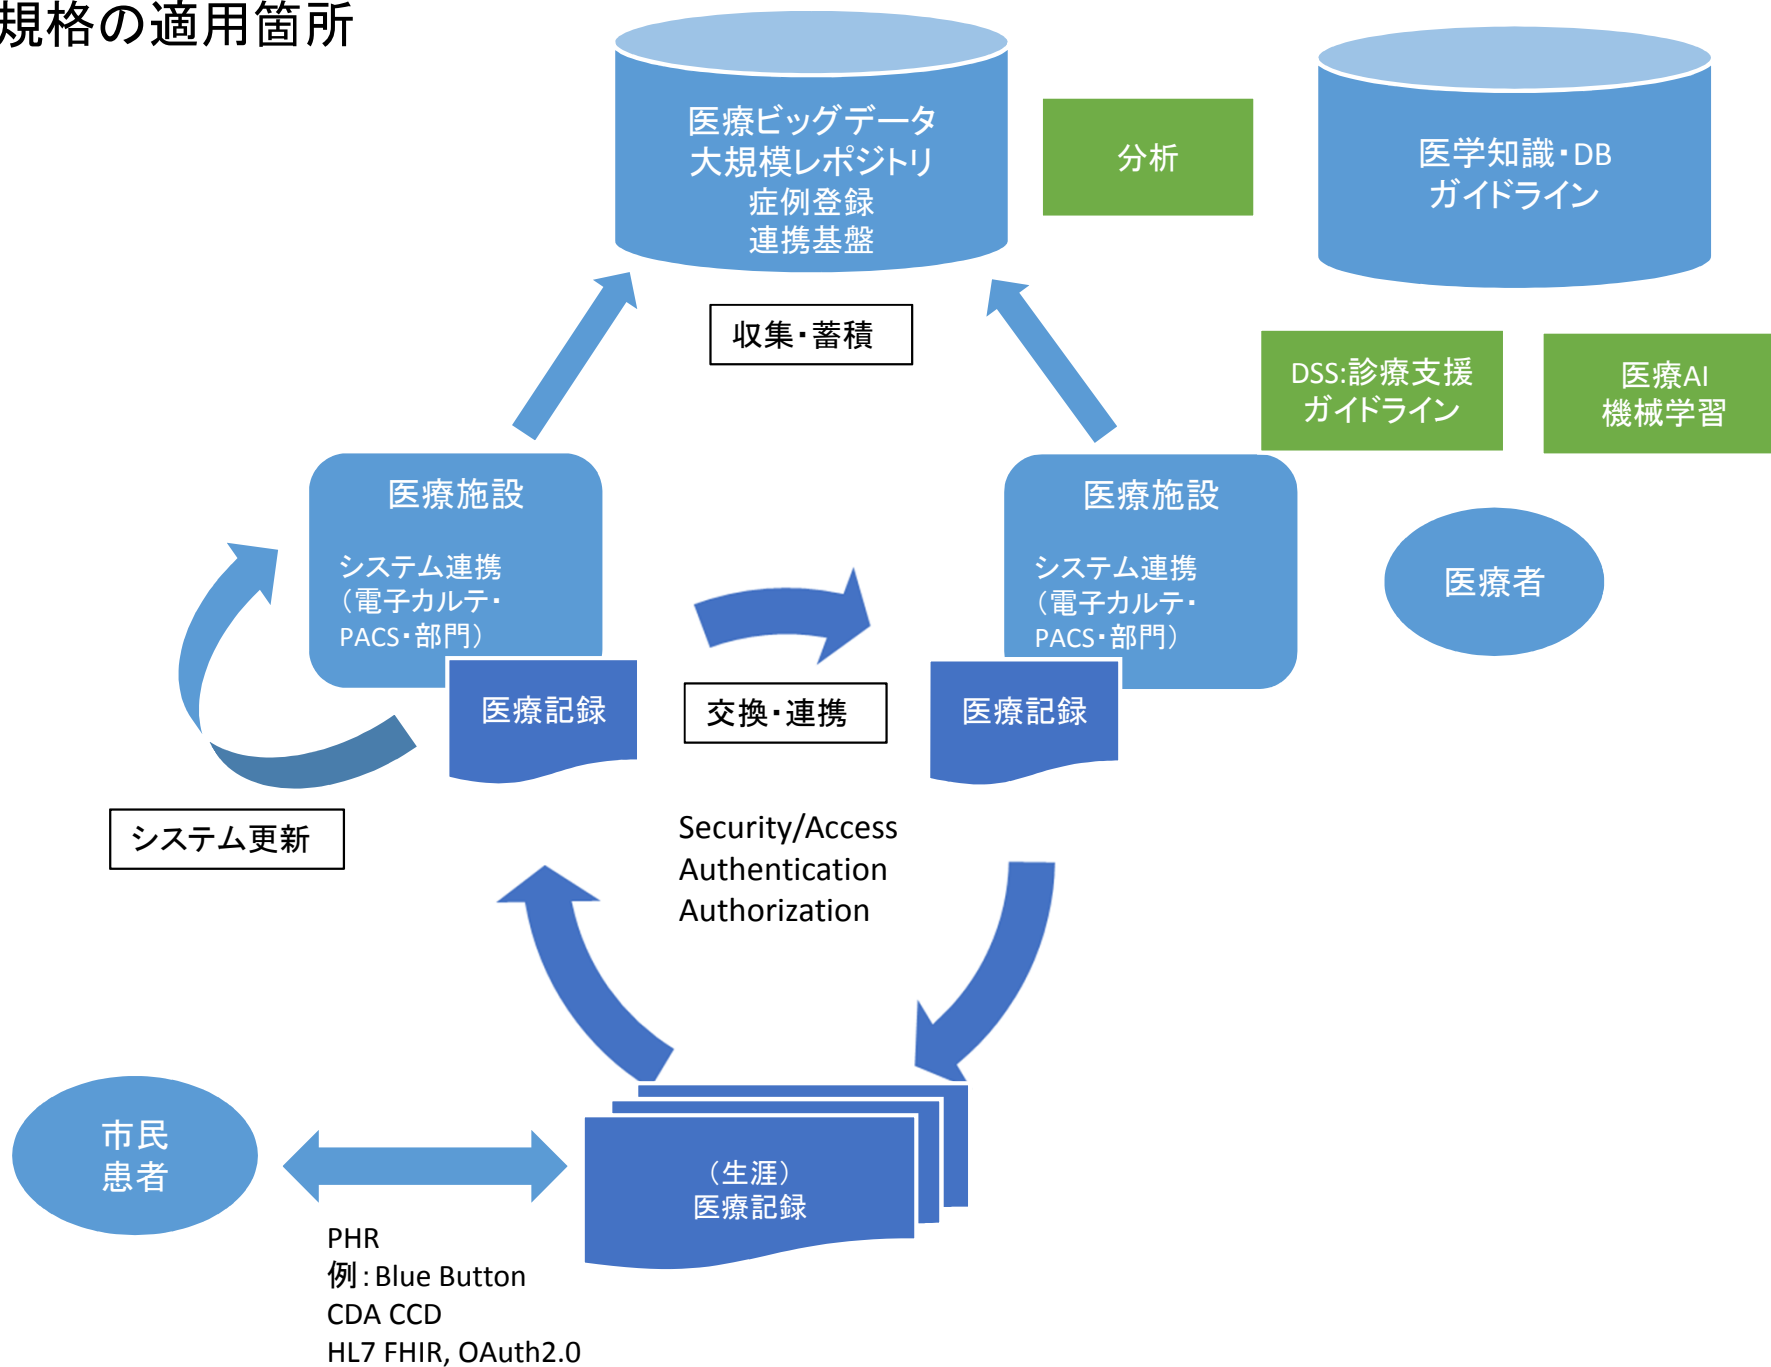 規格の適用箇所
医療ビッグデータ
大規模レポジトリ
症例登録
連携基盤
分析
医学知識・DB
ガイドライン
収集・蓄積
DSS:診療支援
ガイドライン
医療AI
機械学習
医療施設
システム連携
（電子カルテ・
PACS・部門）
医療施設
システム連携
（電子カルテ・
PACS・部門）
医療者
医療記録
交換・連携
医療記録
システム更新
Security/Access
Authentication
Authorization
市民
患者
（生涯）
医療記録
PHR
例：Blue Button
CDA CCD
HL7 FHIR, OAuth2.0